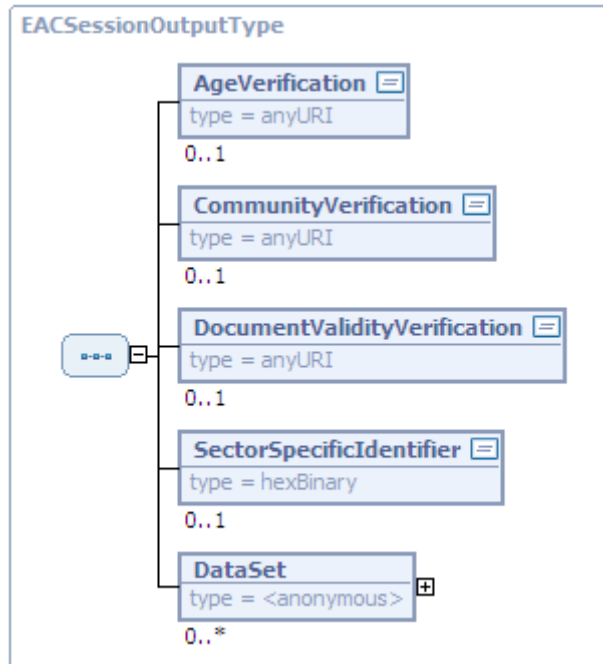 EACSessionOutputType
AgeVerification
type = anyURI
0..1
CommunityVerification
type = anyURI
0..1
DocumentValidityVerification
type = anyURI
0..1
SectorSpecificIdentifier
type = hexBinary
0..1
DataSet
type = <anonymous>
0..*